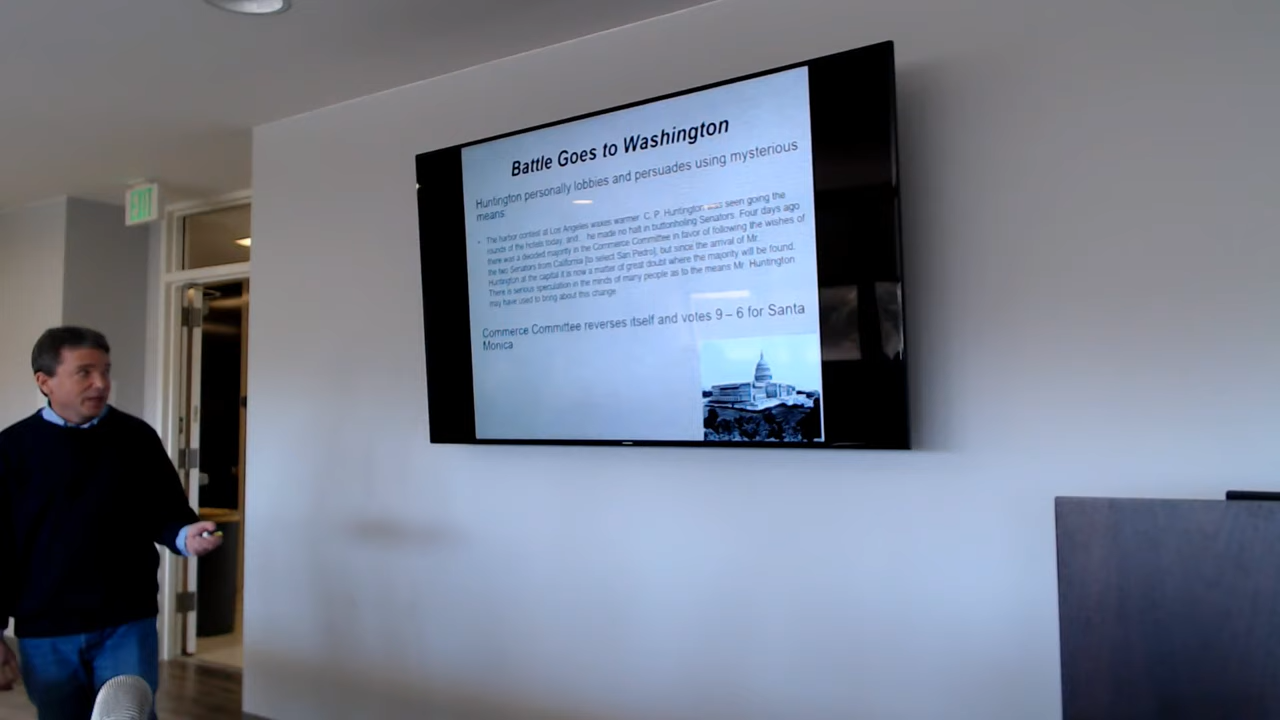 Battle Goes to Washington
Huntington personally lobbies and persuades using mysterious
means:
• The harbor contest at Los Angeles waxes warmer. C. P. Huntington was seen going the
rounds of the hotels today, and... he made no halt in buttonholing Senators. Four days ago
there was a decided majority in the Commerce Committee in favor of following the wishes of
the two Senators from California [to select San Pedro], but since the arrival of Mr.
Huntington at the capital it is now a matter of great doubt where the majority will be found.
There is serious speculation in the minds of many people as to the means Mr. Huntington
may have used to bring about this change.
Commerce Committee reverses itself and votes 9 – 6 for Santa
Monica
EXIT